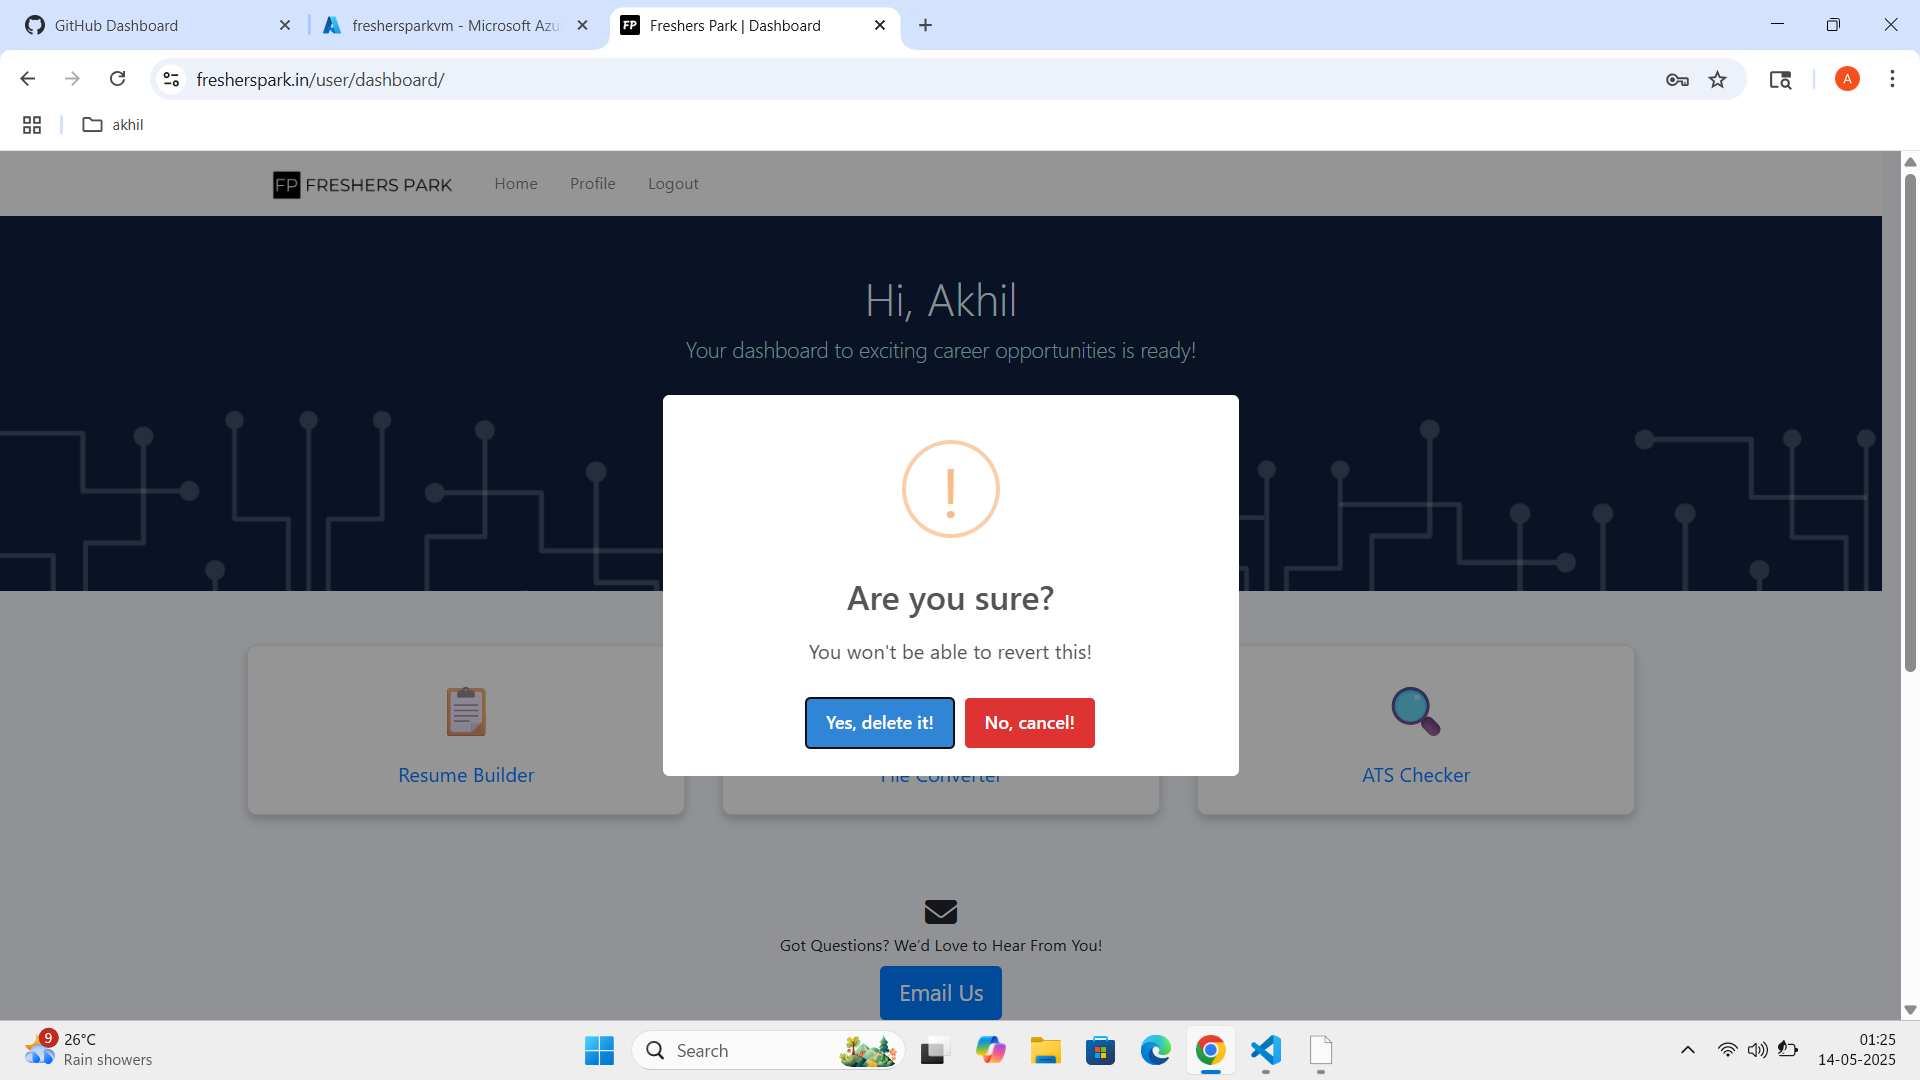 GitHub Dashboard
freshersparkvm - Microsoft Azu
FP Freshers Park | Dashboard
fresherspark.in/user/dashboard/
A
akhil
FP FRESHERS PARK Home Profile Logout
Hi, Akhil
Your dashboard to exciting career opportunities is ready!
!
Are you sure?
You won't be able to revert this!
Yes, delete it! No, cancel!
Resume Builder File Converter ATS Checker
Got Questions? We’d Love to Hear From You!
Email Us
9 26°C
Rain showers
Search
01:25
14-05-2025